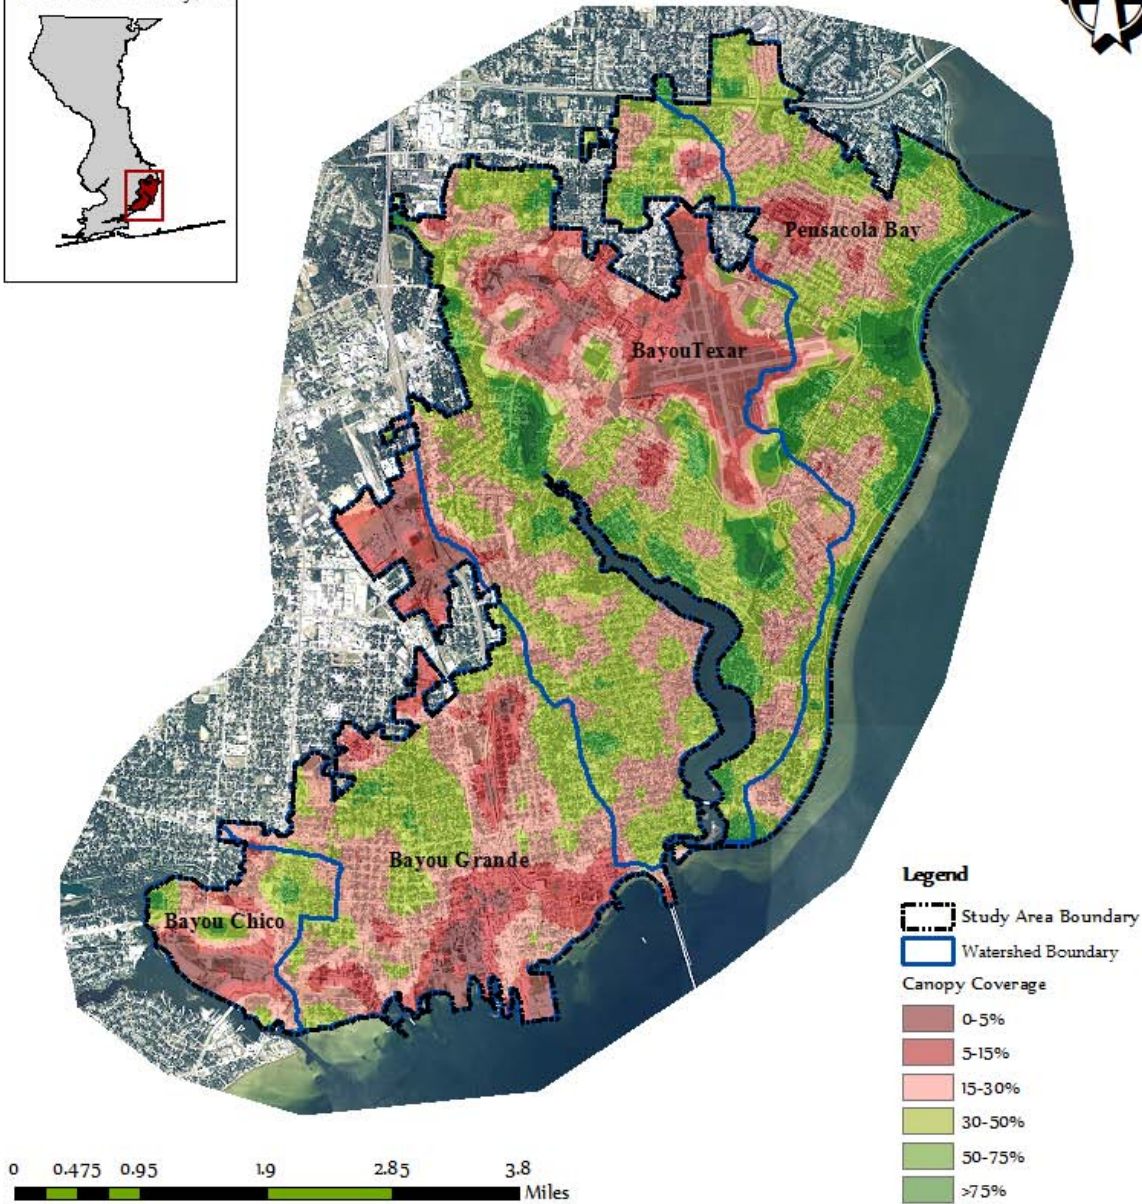 Pensacola Bay
BayouTexar
Bayou Grande
Bayou Chico
Legend
Study Area Boundary
Watershed Boundary
Canopy Coverage
0-5%
5-15%
15-30%
30-50%
50-75%
>75%
0 0.475 0.95 1.9 2.85 3.8
Miles